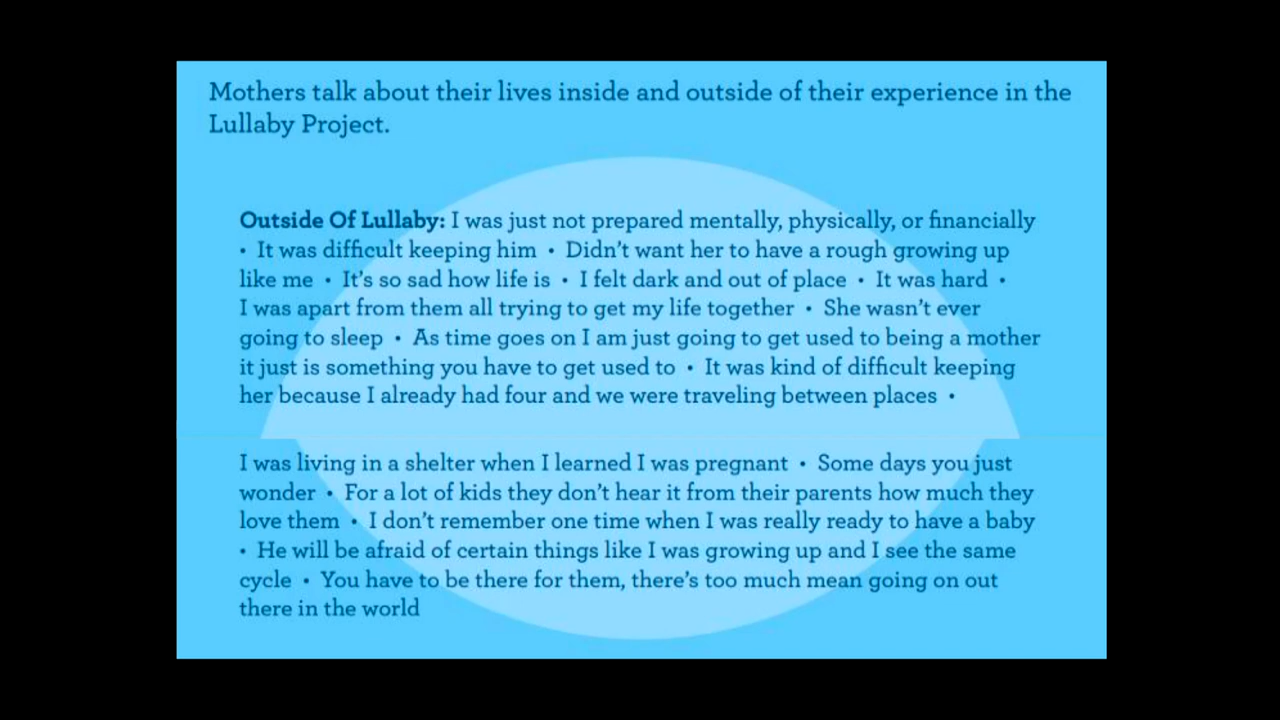 Mothers talk about their lives inside and outside of their experience in the
Lullaby Project.
Outside Of Lullaby: I was just not prepared mentally, physically, or financially
• It was difficult keeping him • Didn't want her to have a rough growing up
like me • It's so sad how life is • I felt dark and out of place • It was hard •
I was apart from them all trying to get my life together • She wasn't ever
going to sleep • As time goes on I am just going to get used to being a mother
it just is something you have to get used to • It was kind of difficult keeping
her because I already had four and we were traveling between places •
I was living in a shelter when I learned I was pregnant • Some days you just
wonder • For a lot of kids they don't hear it from their parents how much they
love them • I don't remember one time when I was really ready to have a baby
• He will be afraid of certain things like I was growing up and I see the same
cycle • You have to be there for them, there's too much mean going on out
there in the world